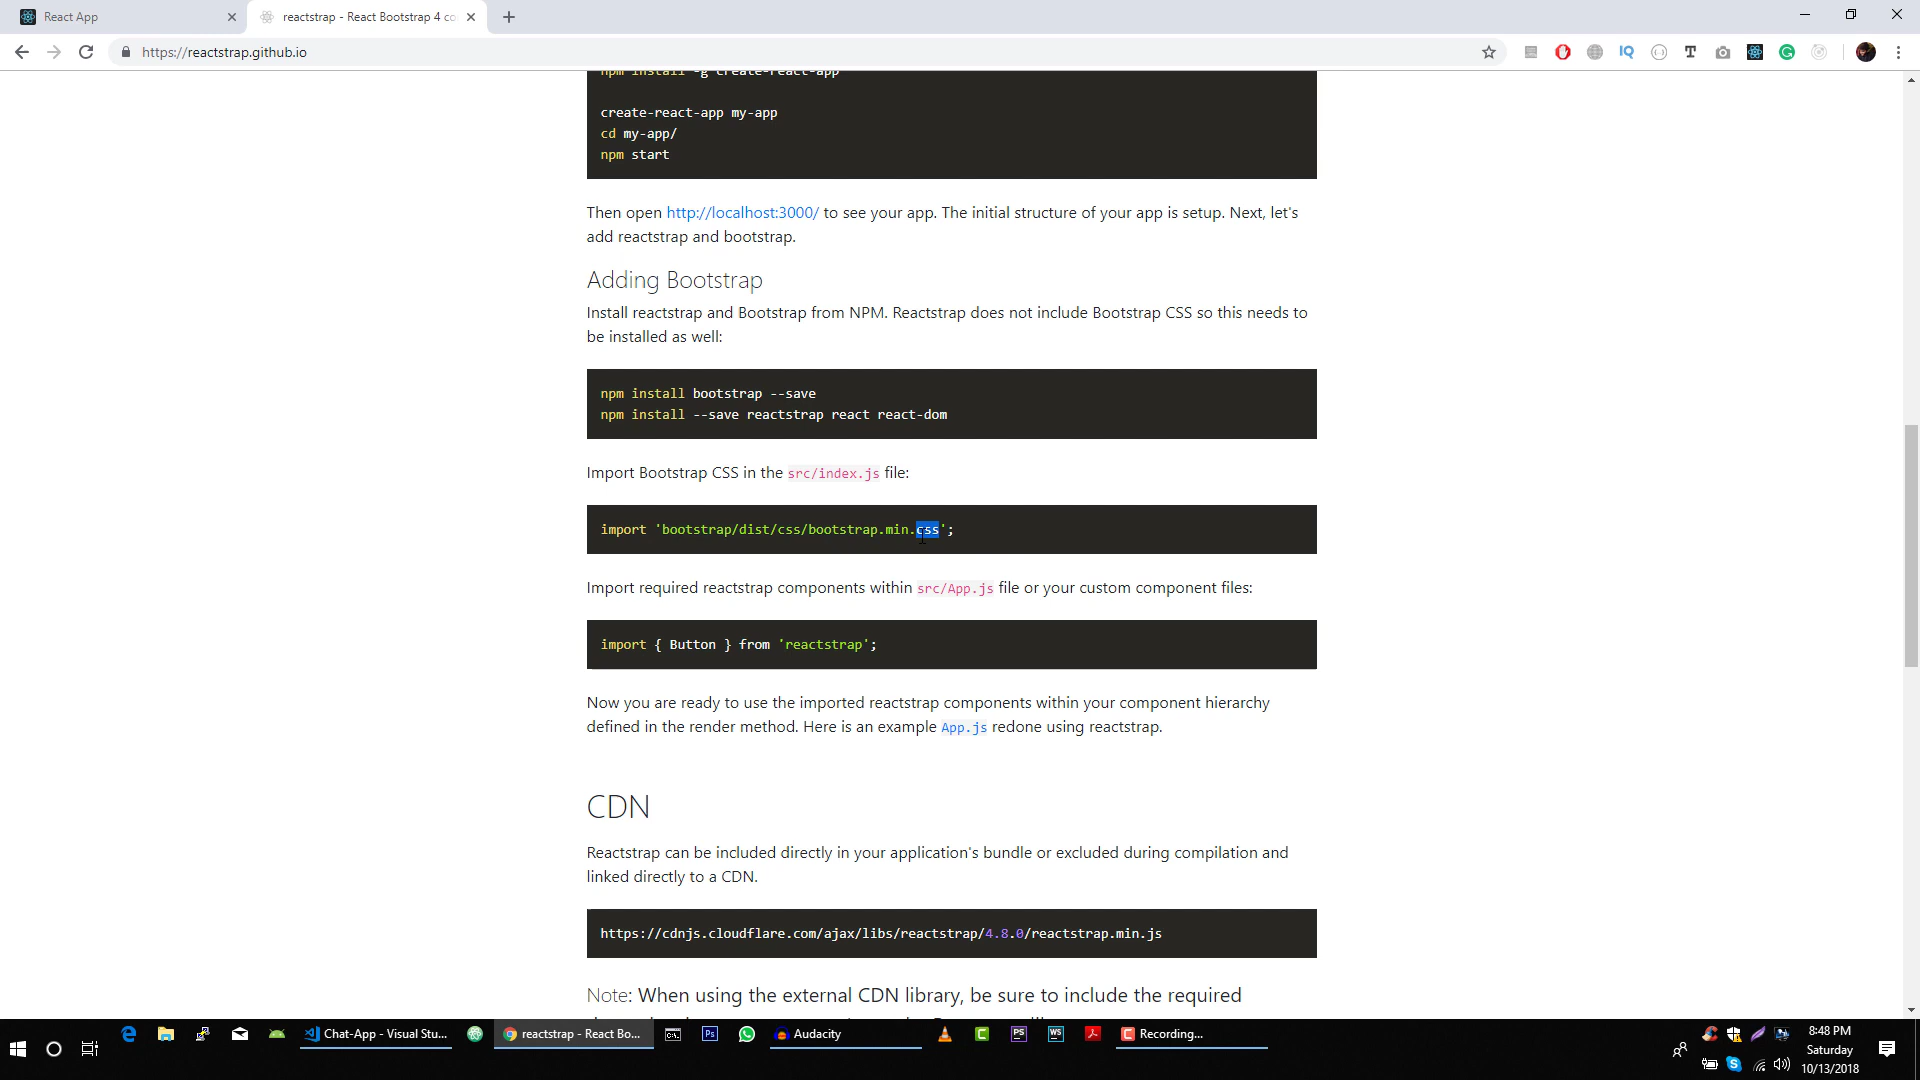 React App
reactstrap - React Bootstrap 4 co
https://reactstrap.github.io
npm install -g create-react-app
create-react-app my-app
cd my-app/
npm start
Then open http://localhost:3000/ to see your app. The initial structure of your app is setup. Next, let's
add reactstrap and bootstrap.
Adding Bootstrap
Install reactstrap and Bootstrap from NPM. Reactstrap does not include Bootstrap CSS so this needs to
be installed as well:
npm install bootstrap --save
npm install --save reactstrap react react-dom
Import Bootstrap CSS in the src/index.js file:
import 'bootstrap/dist/css/bootstrap.min.css';
Import required reactstrap components within src/App.js file or your custom component files:
import { Button } from 'reactstrap';
Now you are ready to use the imported reactstrap components within your component hierarchy
defined in the render method. Here is an example App.js redone using reactstrap.
CDN
Reactstrap can be included directly in your application's bundle or excluded during compilation and
linked directly to a CDN.
https://cdnjs.cloudflare.com/ajax/libs/reactstrap/4.8.0/reactstrap.min.js
Note: When using the external CDN library, be sure to include the required
Chat-App - Visual Stu...
reactstrap - React Bo...
Audacity
Recording...
8:48 PM
Saturday
10/13/2018